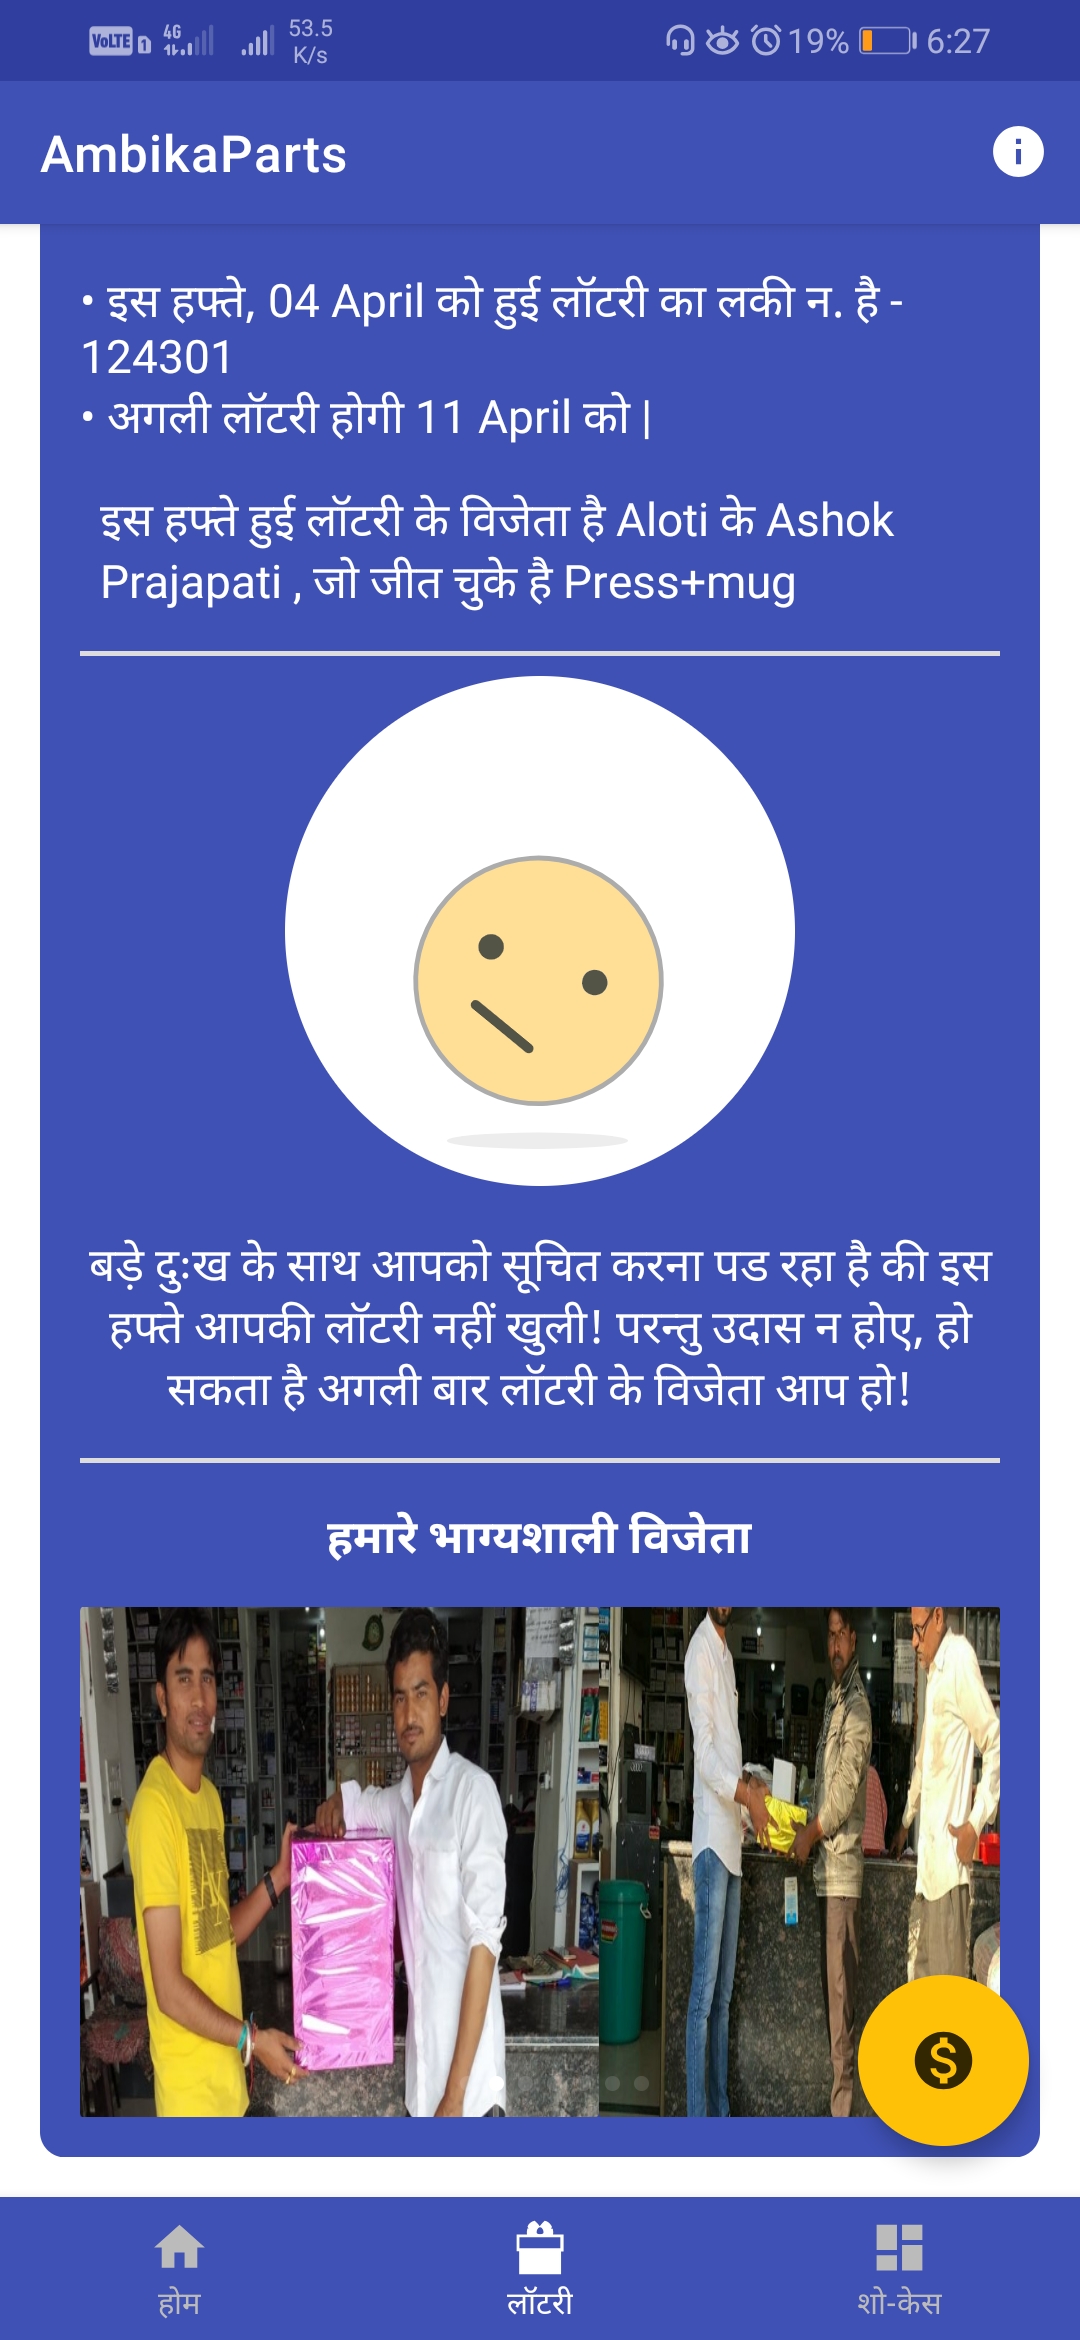 VoLTE 4G 53.5 K/s 19% 6:27
AmbikaParts
• इस हफ्ते, 04 April को हुई लॉटरी का लकी न. है -
124301
• अगली लॉटरी होगी 11 April को |
इस हफ्ते हुई लॉटरी के विजेता है Aloti के Ashok
Prajapati , जो जीत चुके है Press+mug
बड़े दु:ख के साथ आपको सूचित करना पड रहा है की इस
हफ्ते आपकी लॉटरी नहीं खुली! परन्तु उदास न होए, हो
सकता है अगली बार लॉटरी के विजेता आप हो!
हमारे भाग्यशाली विजेता
होम लॉटरी शो-केस